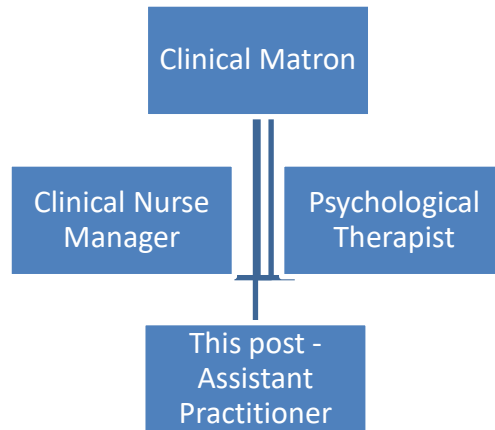 Clinical Matron
Clinical Nurse
Manager
Psychological
Therapist
This post -
Assistant
Practitioner